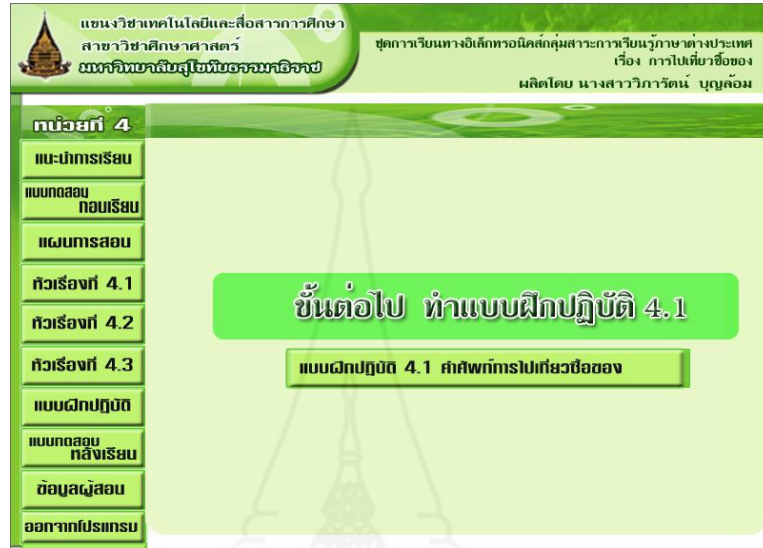 แขนงวิชาเทคโนโลยีและสื่อสารการศึกษา
สาขาวิชาศึกษาศาสตร์
มหาวิทยาลัยสุโขทัยธรรมาธิราช
ชุดการเรียนทางอิเล็กทรอนิคส์กลุ่มสาระการเรียนรู้ภาษาต่างประเทศ
เรื่อง การไปเที่ยวซื้อของ
ผลิตโดย นางสาววิภารัตน์ บุญล้อม
หน่วยที่ 4
แนะนำการเรียน
แบบทดสอบ
ก่อนเรียน
แผนการสอน
หัวเรื่องที่ 4.1
หัวเรื่องที่ 4.2
หัวเรื่องที่ 4.3
แบบฝึกปฏิบัติ
แบบทดสอบ
หลังเรียน
ข้อมูลผู้สอน
ออกจากโปรแกรม
ขั้นต่อไป ทำแบบฝึกปฏิบัติ 4.1
แบบฝึกปฏิบัติ 4.1 คำศัพท์การไปเที่ยวซื้อของ